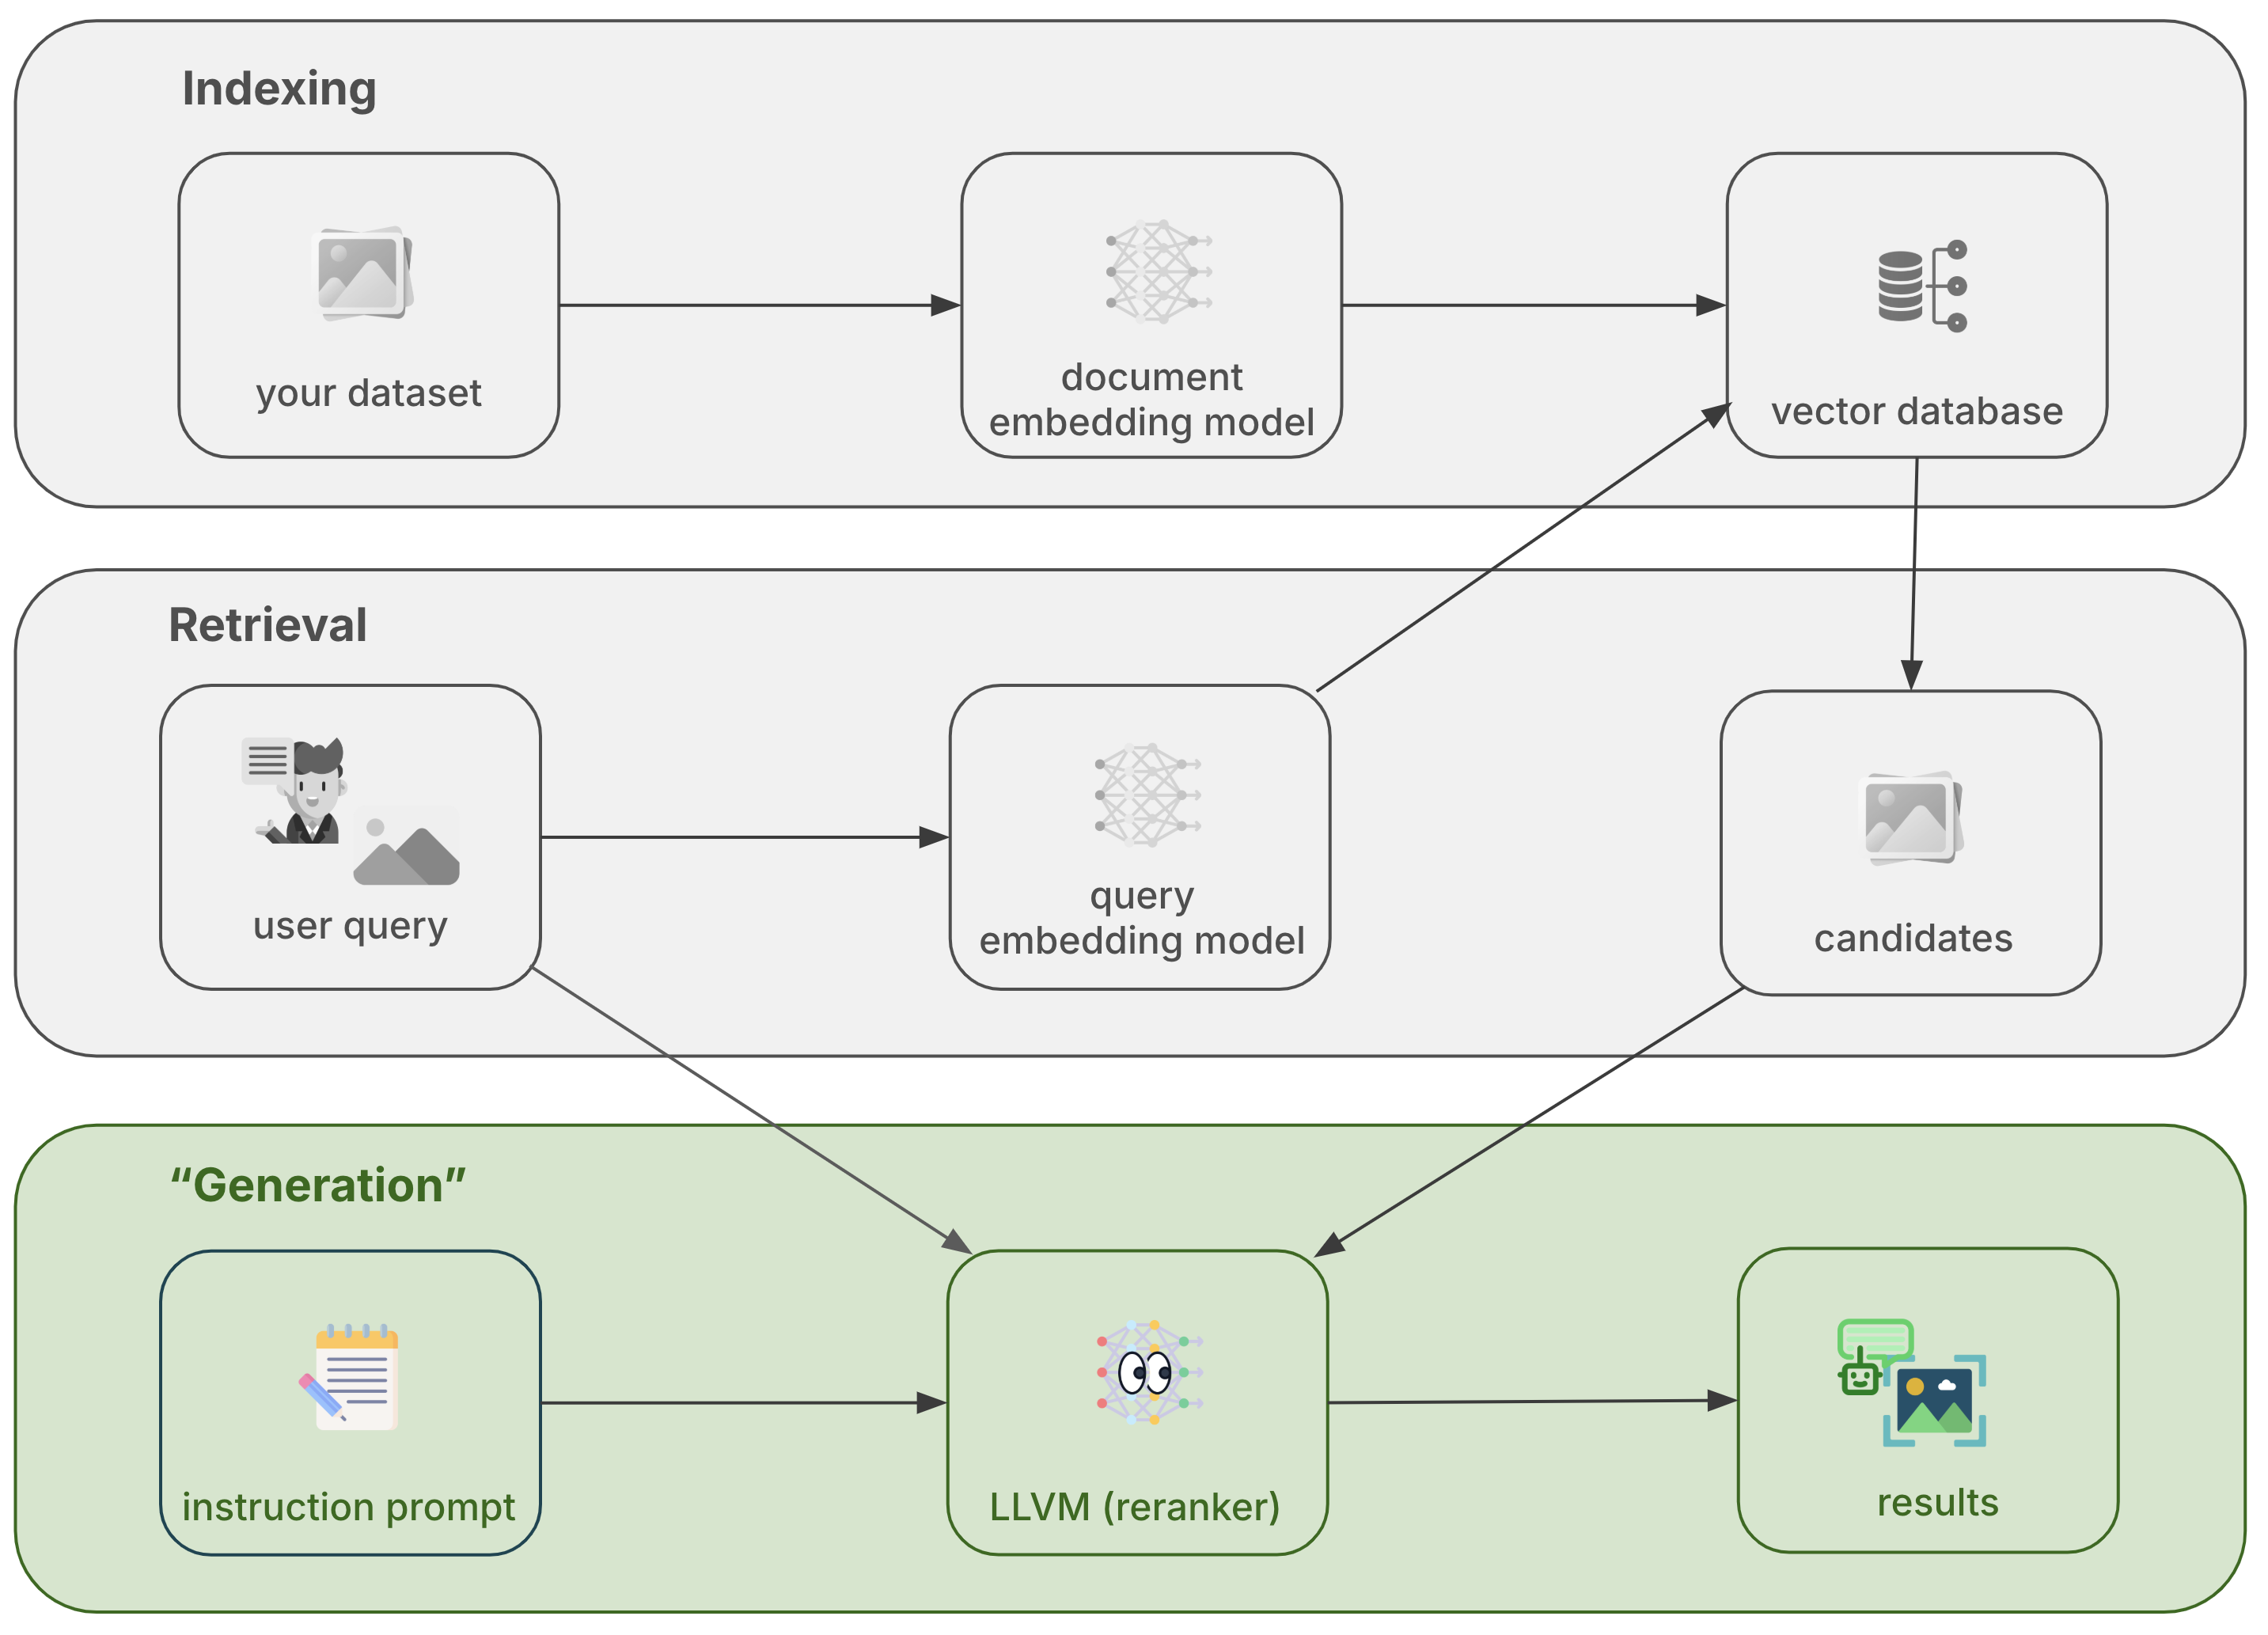 Indexing
your dataset
document
embedding model
vector database
Retrieval
user query
query
embedding model
candidates
“Generation”
instruction prompt
LLVM (reranker)
results